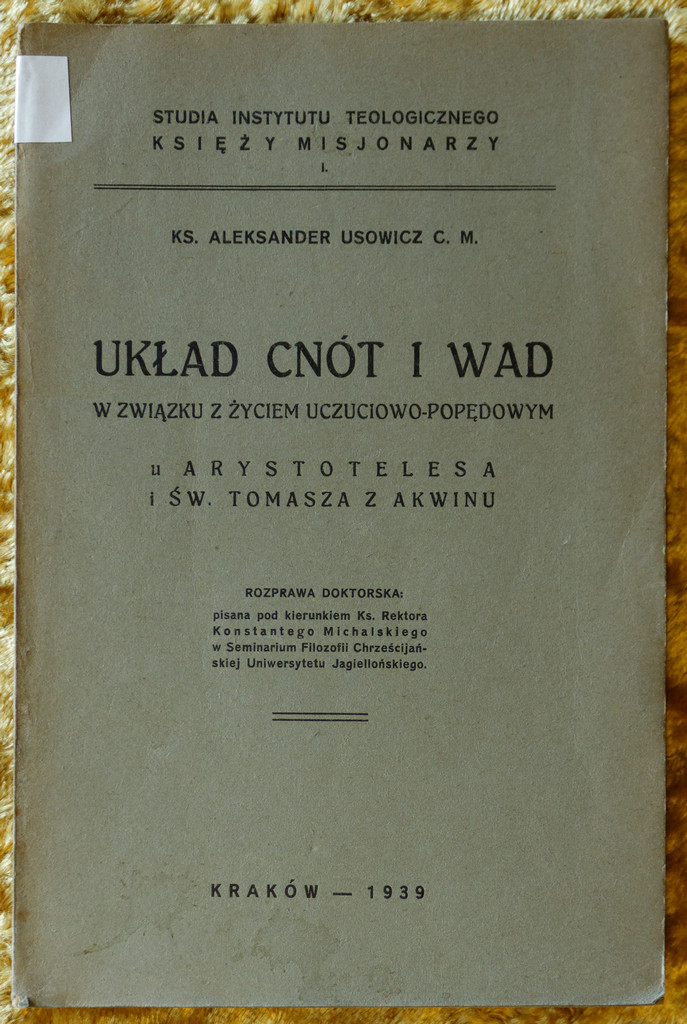 STUDIA INSTYTUTU TEOLOGICZNEGO
KSIĘŻY MISJONARZY
I.
KS. ALEKSANDER USOWICZ C. M.
UKŁAD CNÓT I WAD
W ZWIĄZKU Z ŻYCIEM UCZUCIOWO-POPĘDOWYM
u ARYSTOTELESA
i ŚW. TOMASZA Z AKWINU
ROZPRAWA DOKTORSKA:
pisana pod kierunkiem Ks. Rektora
Konstantego Michalskiego
w Seminarium Filozofii Chrześcijań-
skiej Uniwersytetu Jagiellońskiego.
KRAKÓW — 1939